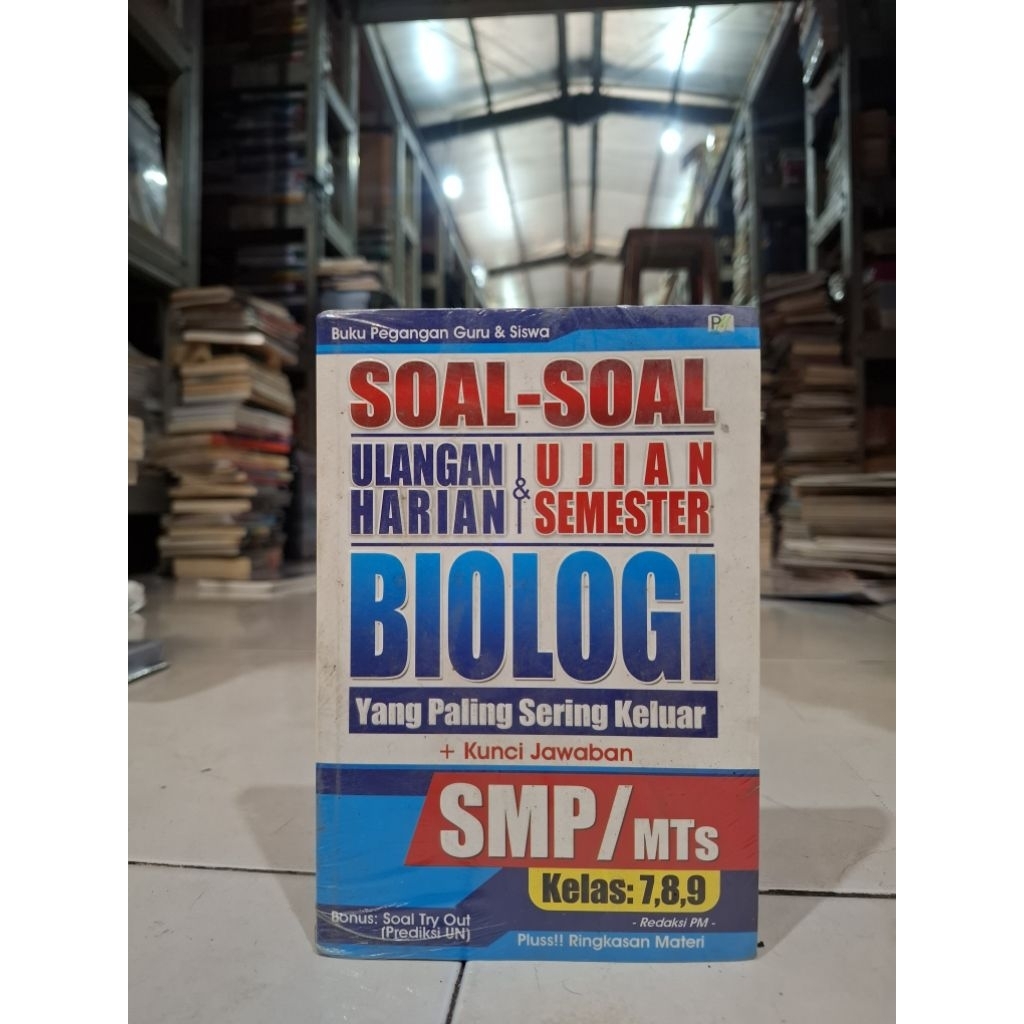 Buku Pegangan Guru & Siswa
PM
SOAL-SOAL
ULANGAN HARIAN
&
UJIAN SEMESTER
BIOLOGI
Yang Paling Sering Keluar
+ Kunci Jawaban
SMP/MTs
Kelas: 7,8,9
- Redaksi PM -
Bonus: Soal Try Out
(Prediksi UN)
Pluss!! Ringkasan Materi